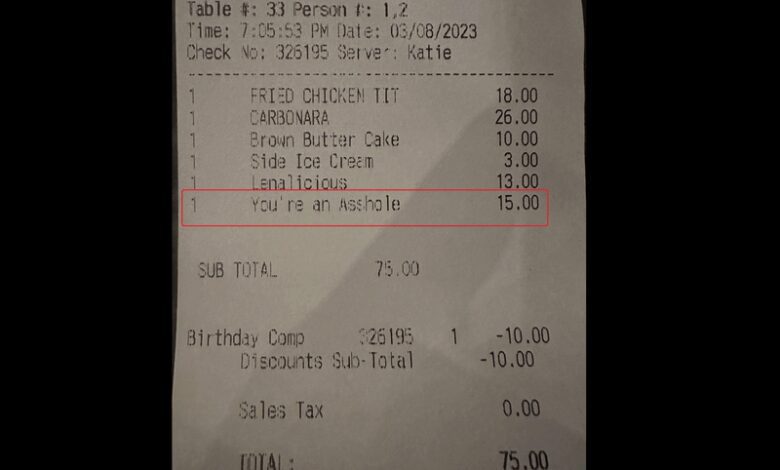 Table #: 33 Person #: 1,2
Time: 7:05:53 PM Date: 03/08/2023
Check No: 326195 Server: Katie
1 FRIED CHICKEN TIT 18.00
1 CARBONARA 26.00
1 Brown Butter Cake 10.00
1 Side Ice Cream 3.00
1 Lenalicious 13.00
1 You're an Asshole 15.00
SUB TOTAL 75.00
Birthday Comp 326195 1 -10.00
Discounts Sub-Total -10.00
Sales Tax 0.00
TOTAL: 75.00